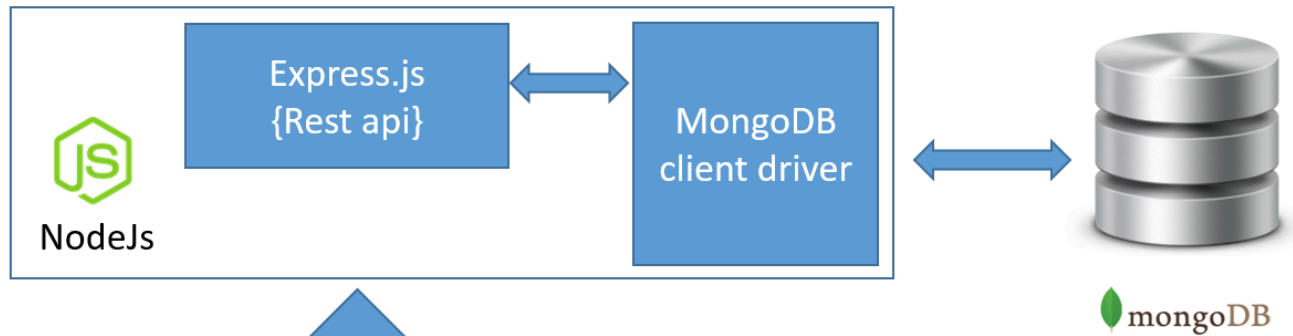 Express.js
{Rest api}
MongoDB
client driver
JS
NodeJs
mongoDB